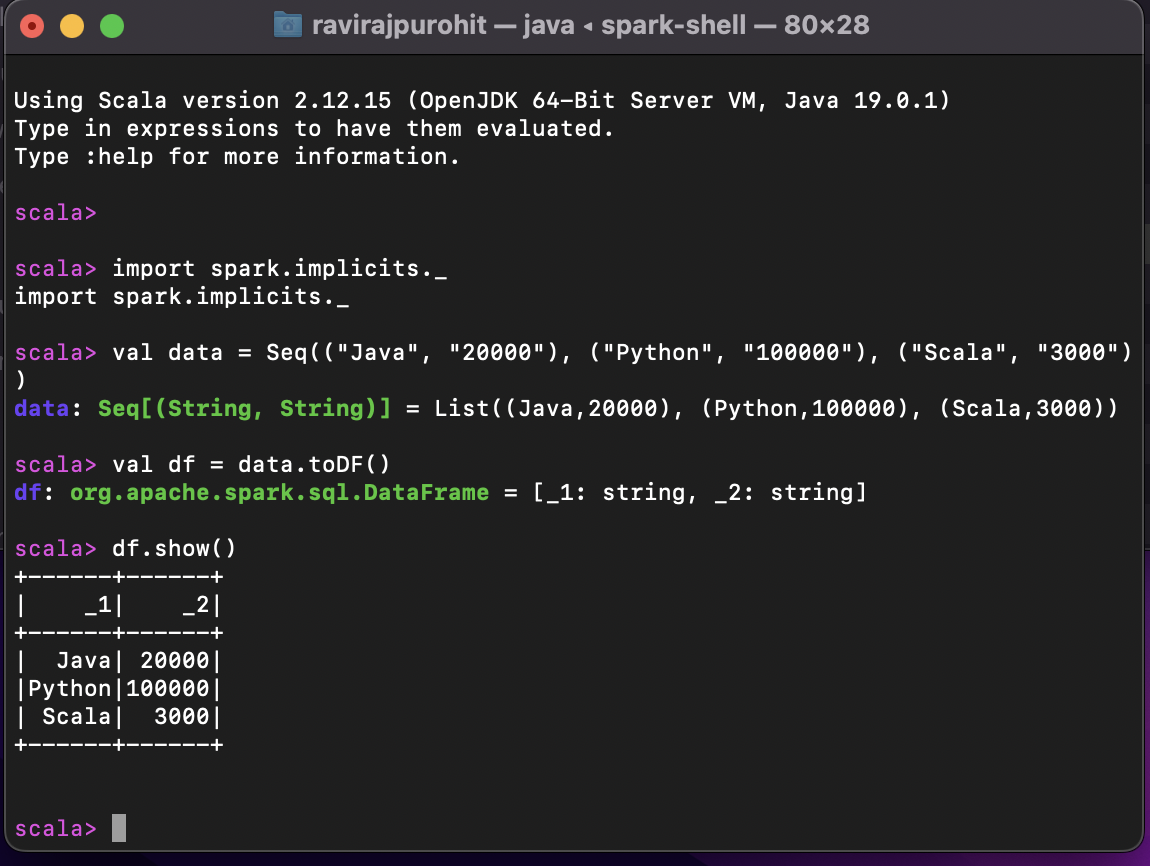 ravirajpurohit — java ◂ spark-shell — 80×28
Using Scala version 2.12.15 (OpenJDK 64-Bit Server VM, Java 19.0.1)
Type in expressions to have them evaluated.
Type :help for more information.
scala>
scala> import spark.implicits._
import spark.implicits._
scala> val data = Seq(("Java", "20000"), ("Python", "100000"), ("Scala", "3000")
)
data: Seq[(String, String)] = List((Java,20000), (Python,100000), (Scala,3000))
scala> val df = data.toDF()
df: org.apache.spark.sql.DataFrame = [_1: string, _2: string]
scala> df.show()
+------+------+
|    _1|    _2|
+------+------+
|  Java| 20000|
|Python|100000|
| Scala|  3000|
+------+------+
scala>